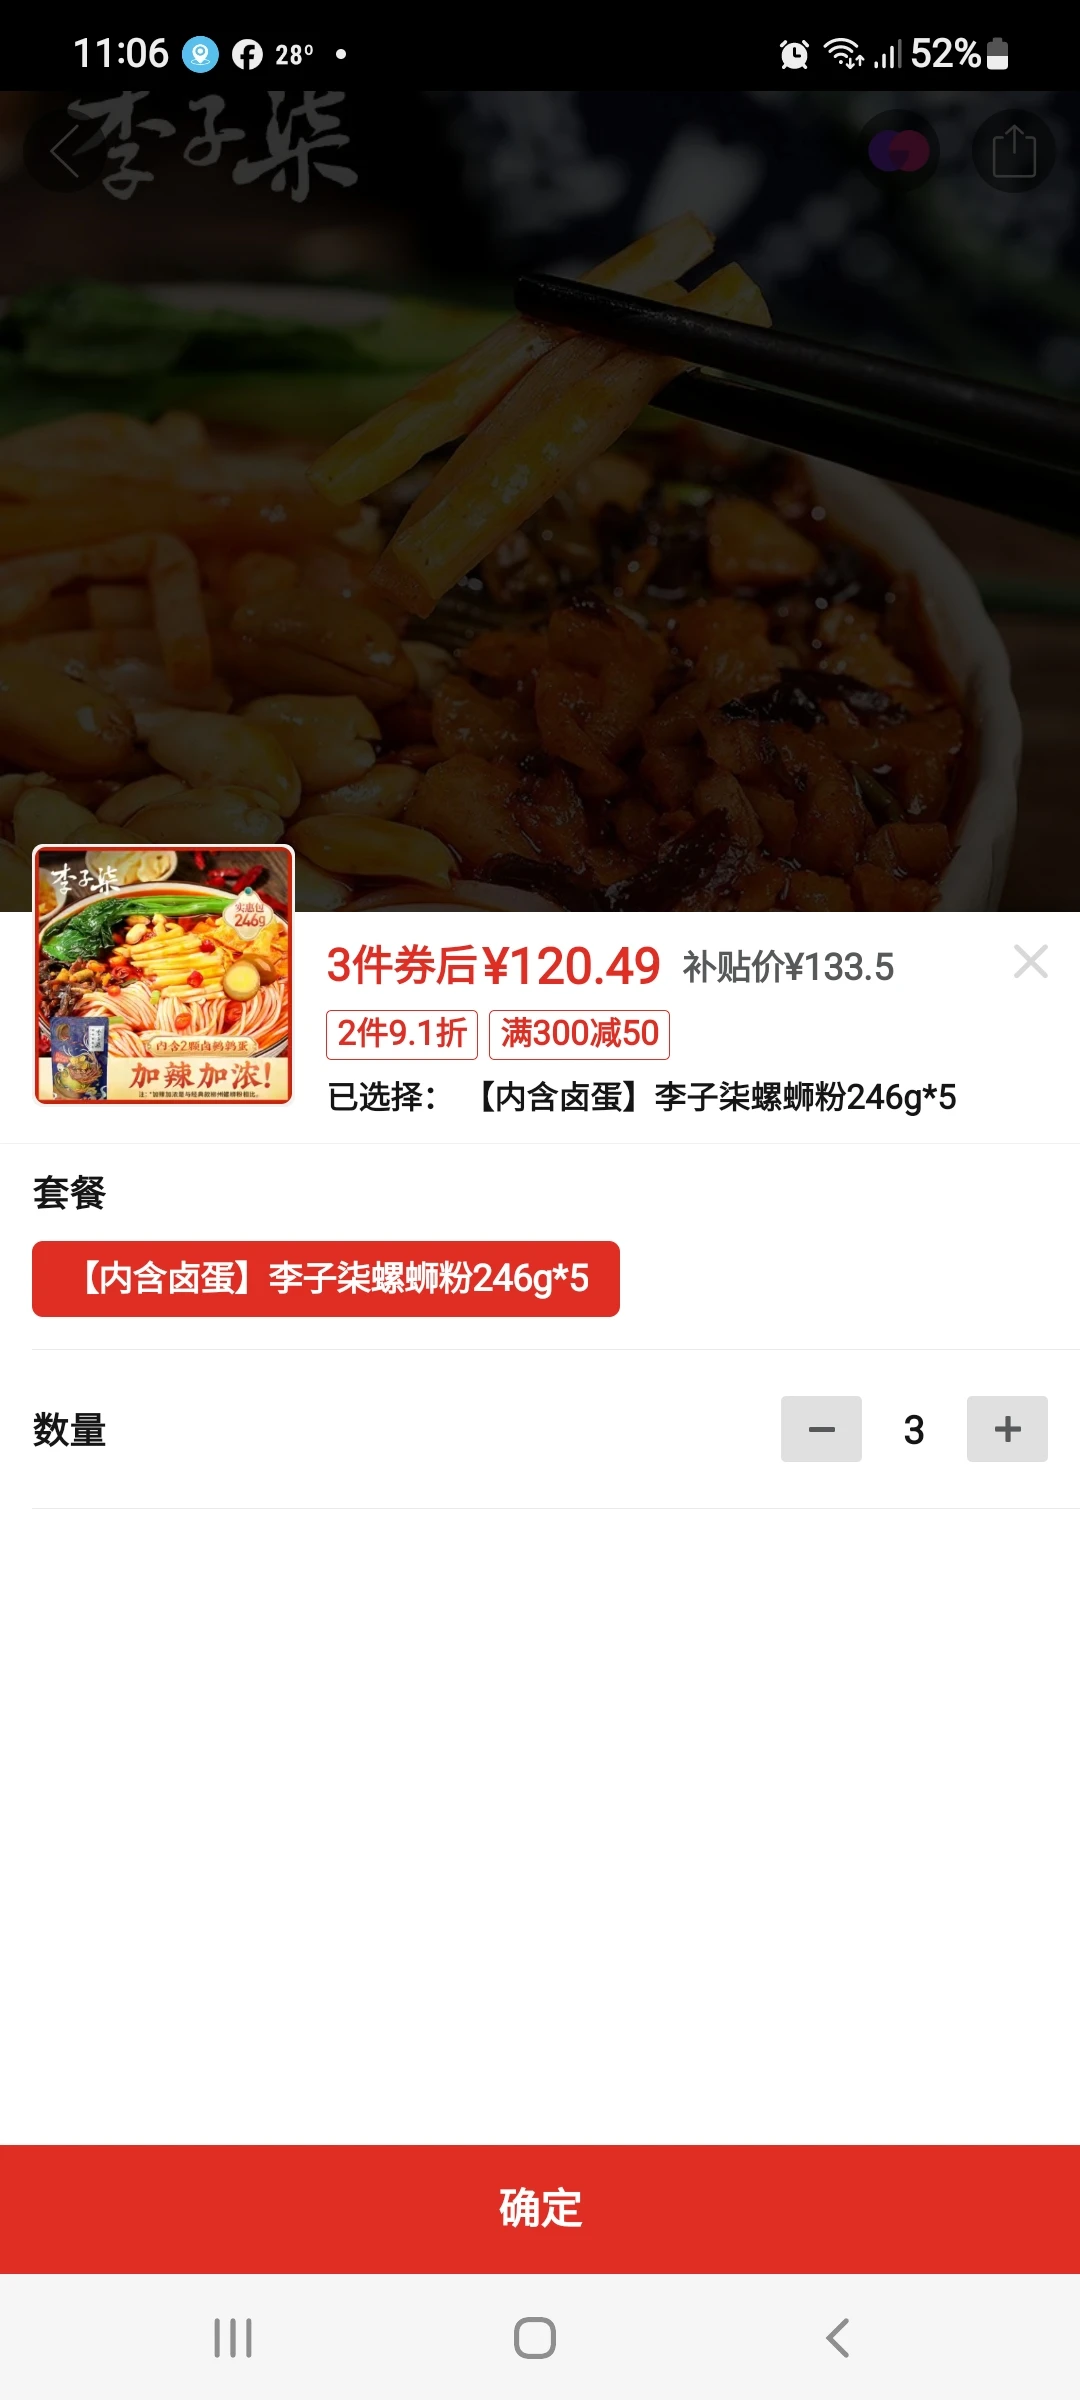 11:06 28° 52%
李子柒
李子柒
实惠包
246g
内含2颗卤鹌鹑蛋
加辣加浓!
3件券后¥120.49 补贴价¥133.5
2件9.1折 满300减50
已选择： 【内含卤蛋】李子柒螺蛳粉246g*5
套餐
【内含卤蛋】李子柒螺蛳粉246g*5
数量 3
确定